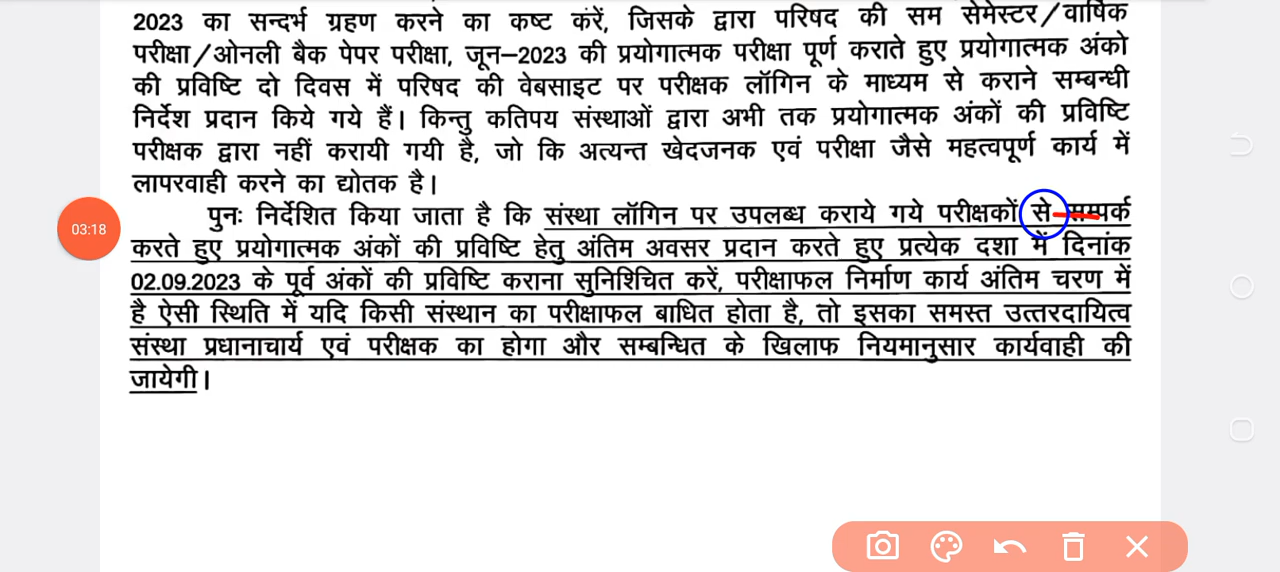 2023 का सन्दर्भ ग्रहण करने का कष्ट करें, जिसके द्वारा परिषद की सम सेमेस्टर/वार्षिक
परीक्षा/ओनली बैक पेपर परीक्षा, जून–2023 की प्रयोगात्मक परीक्षा पूर्ण कराते हुए प्रयोगात्मक अंको
की प्रविष्टि दो दिवस में परिषद की वेबसाइट पर परीक्षक लॉगिन के माध्यम से कराने सम्बन्धी
निर्देश प्रदान किये गये हैं। किन्तु कतिपय संस्थाओं द्वारा अभी तक प्रयोगात्मक अंकों की प्रविष्टि
परीक्षक द्वारा नहीं करायी गयी है, जो कि अत्यन्त खेदजनक एवं परीक्षा जैसे महत्वपूर्ण कार्य में
लापरवाही करने का द्योतक है।
पुनः निर्देशित किया जाता है कि संस्था लॉगिन पर उपलब्ध कराये गये परीक्षकों से सम्पर्क
03:18
करते हुए प्रयोगात्मक अंकों की प्रविष्टि हेतु अंतिम अवसर प्रदान करते हुए प्रत्येक दशा में दिनांक
02.09.2023 के पूर्व अंकों की प्रविष्टि कराना सुनिश्चित करें, परीक्षाफल निर्माण कार्य अंतिम चरण में
है ऐसी स्थिति में यदि किसी संस्थान का परीक्षाफल बाधित होता है, तो इसका समस्त उत्तरदायित्व
संस्था प्रधानाचार्य एवं परीक्षक का होगा और सम्बन्धित के खिलाफ नियमानुसार कार्यवाही की
जायेगी।